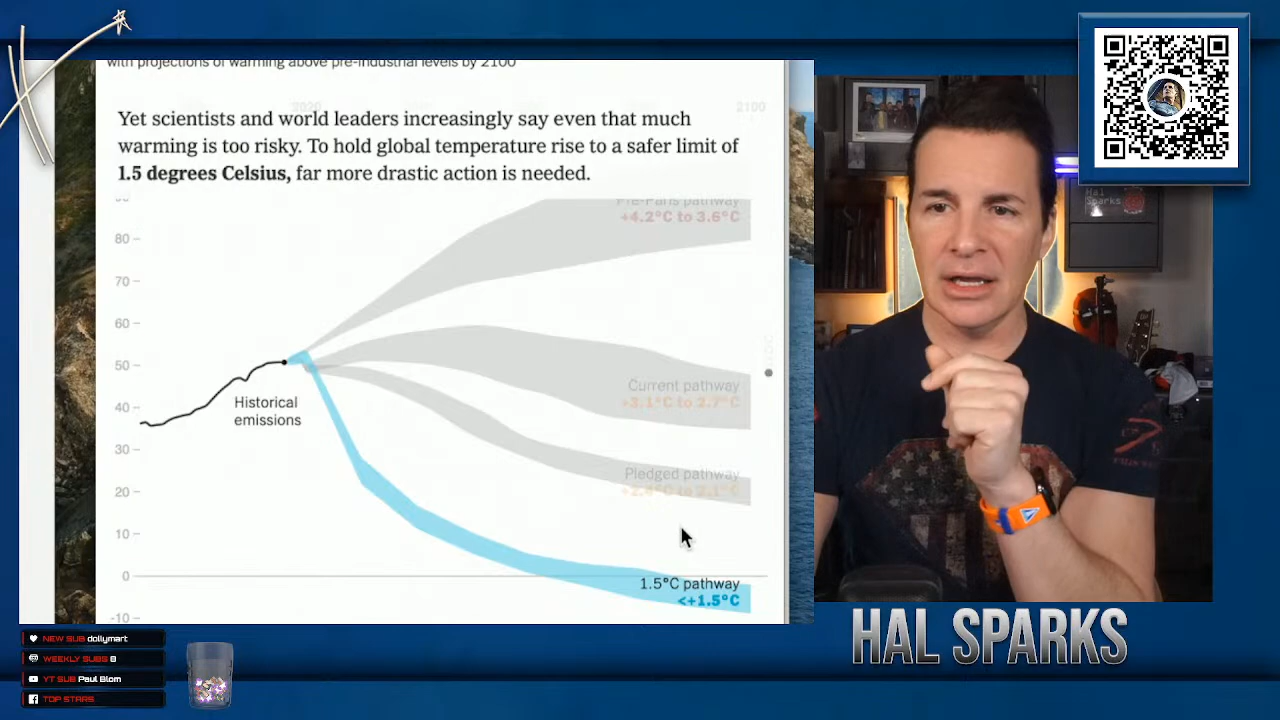 with projections of warming above pre-industrial levels by 2100
2020
2100
Yet scientists and world leaders increasingly say even that much
warming is too risky. To hold global temperature rise to a safer limit of
1.5 degrees Celsius, far more drastic action is needed.
Pre-Paris pathway
+4.2°C to 3.6°C
80
70
60
50
Current pathway
+3.1°C to 2.7°C
40
Historical
emissions
30
Pledged pathway
20
10
0
1.5°C pathway
<+1.5°C
-10
Hal
Sparks
HAL SPARKS
NEW SUB dollymart
WEEKLY SUBS 0
YT SUB Paul Blom
TOP STARS